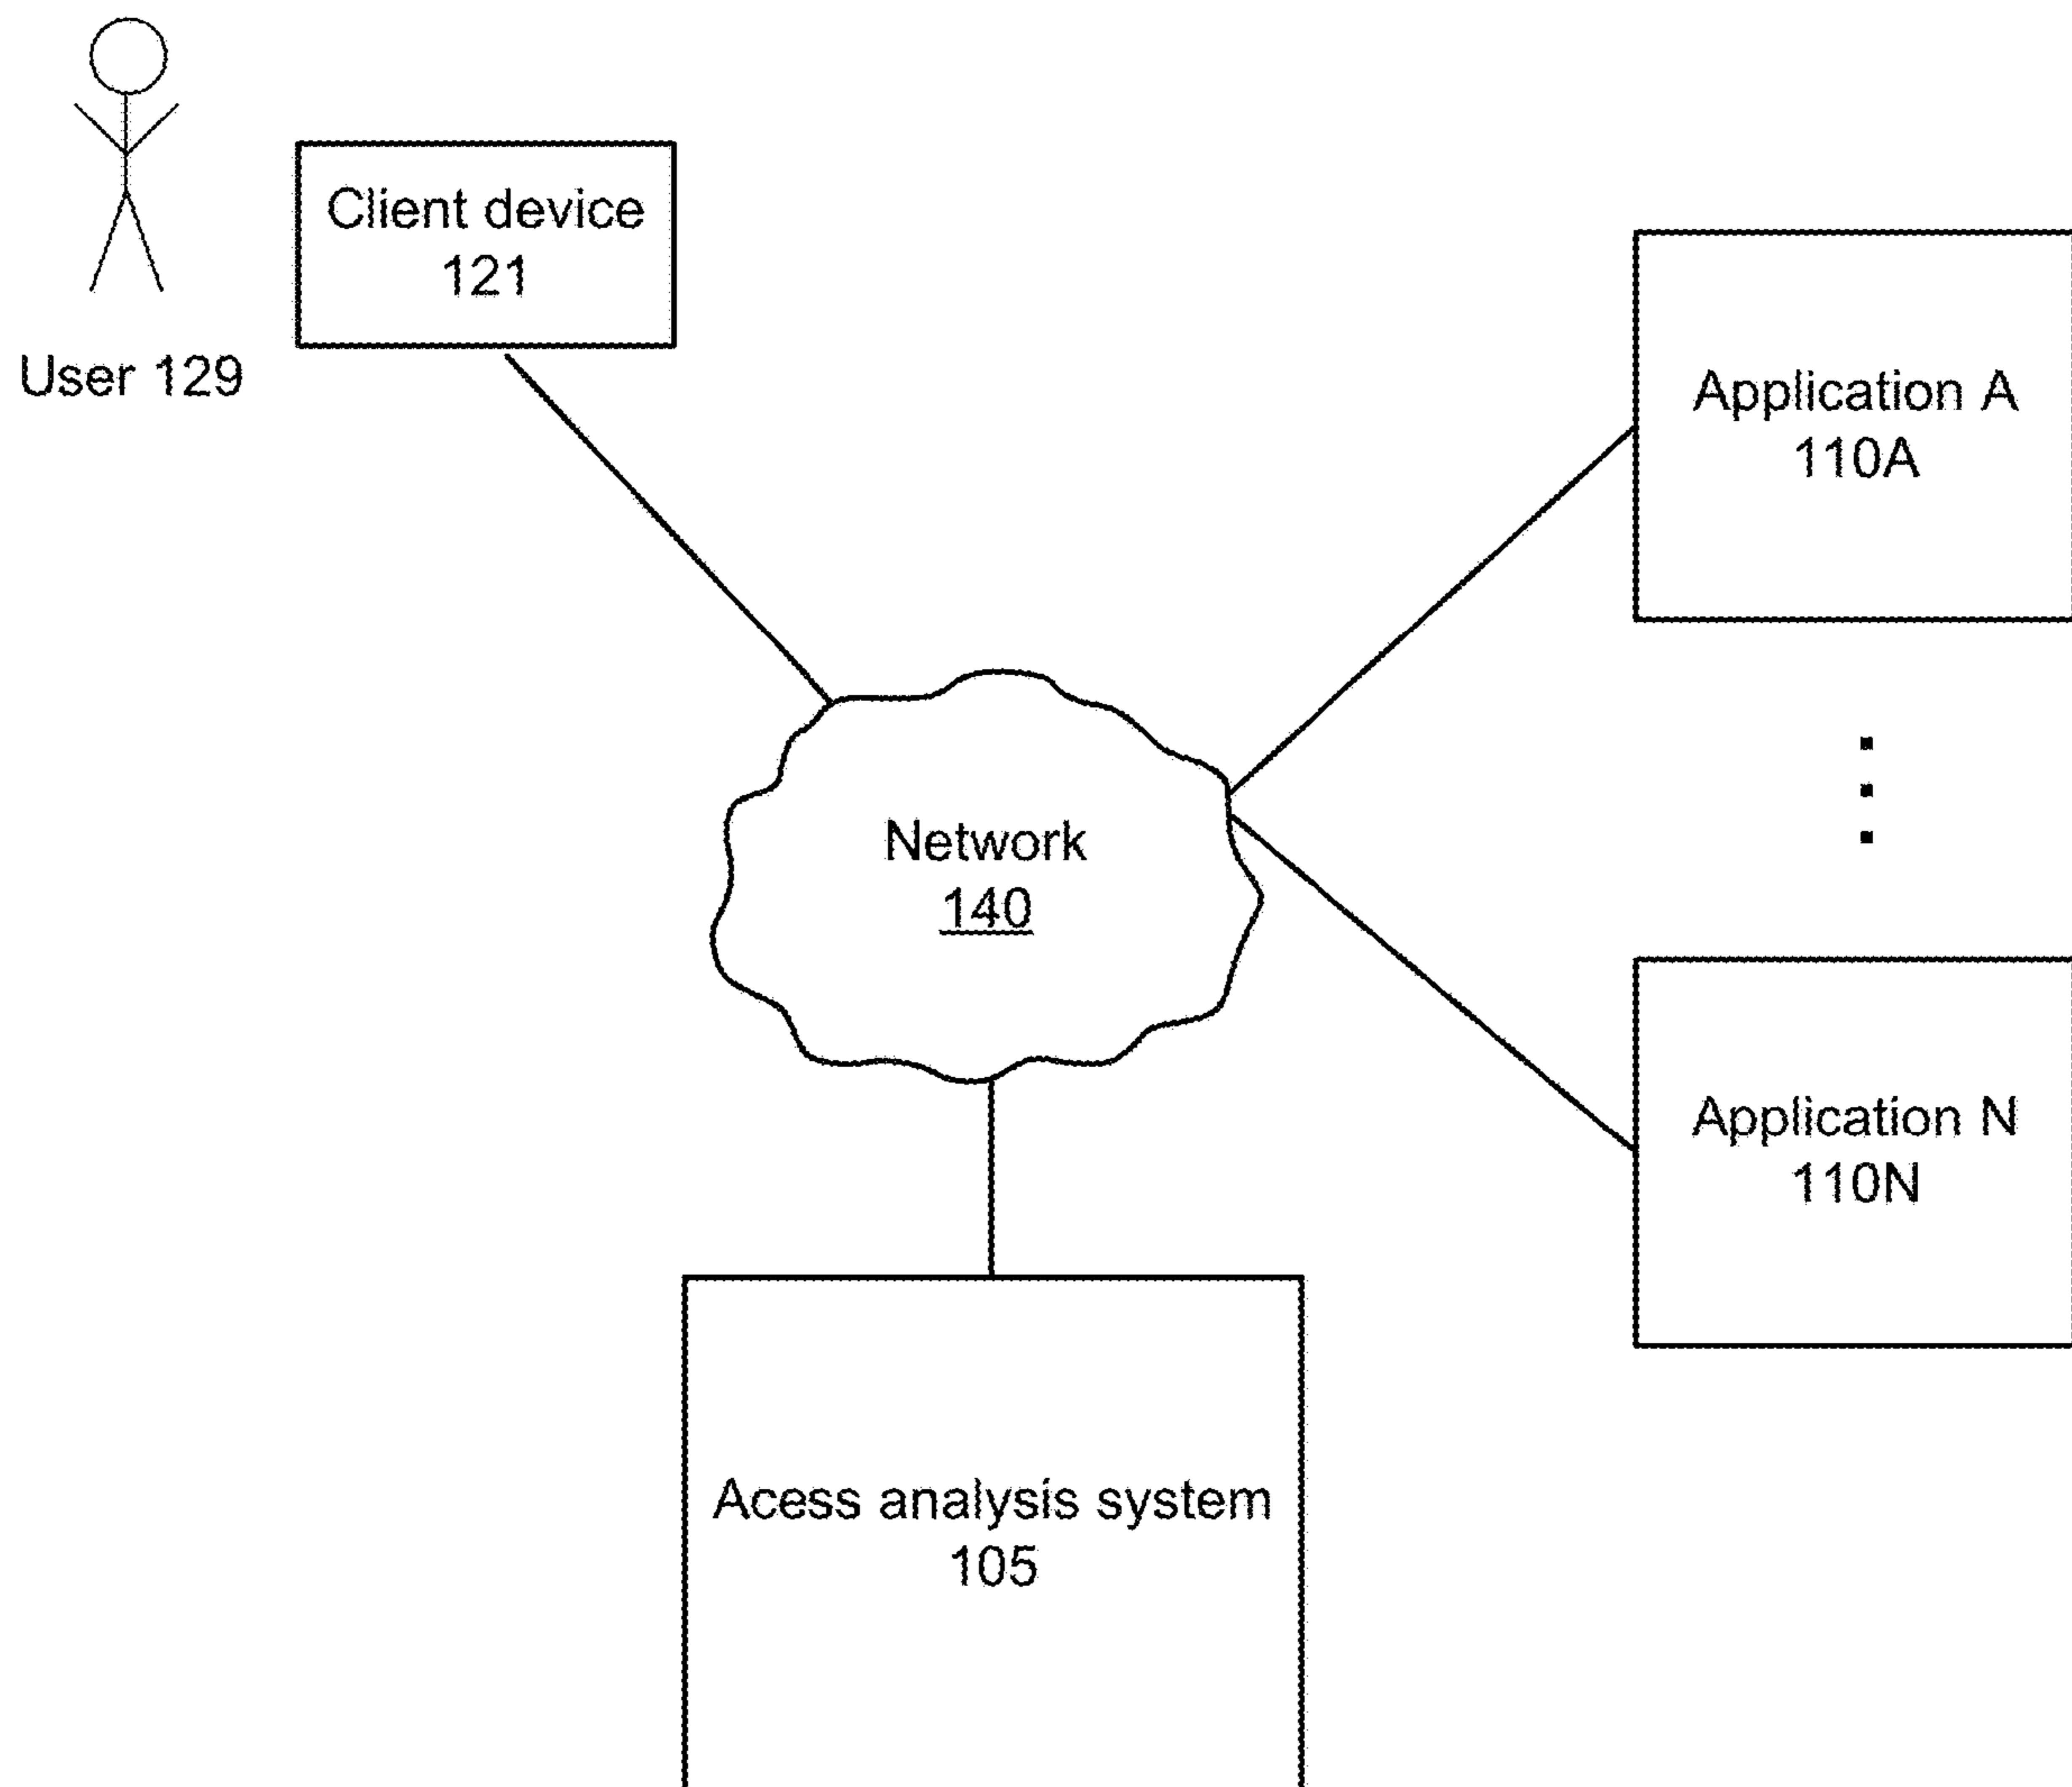 Client device
121
User 129
Application A
110A
Network
140
Application N
110N
Acess analysis system
105